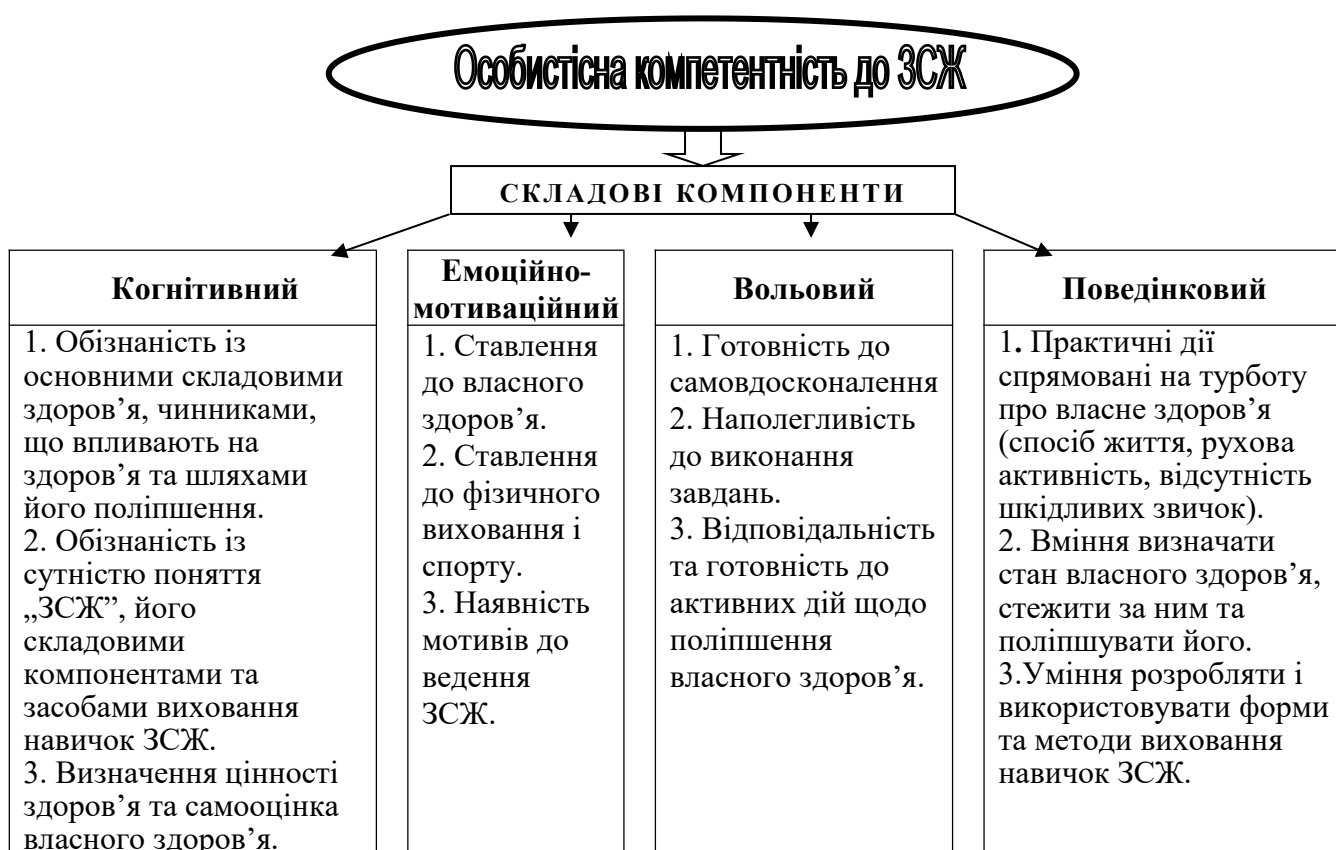 Особистісна компетентність до ЗСЖ
СКЛАДОВІ КОМПОНЕНТИ
Когнітивний
1. Обізнаність із
основними складовими
здоров’я, чинниками,
що впливають на
здоров’я та шляхами
його поліпшення.
2. Обізнаність із
сутністю поняття
„ЗСЖ”, його
складовими
компонентами та
засобами виховання
навичок ЗСЖ.
3. Визначення цінності
здоров’я та самооцінка
власного здоров’я.
Емоційно-
мотиваційний
1. Ставлення
до власного
здоров’я.
2. Ставлення
до фізичного
виховання і
спорту.
3. Наявність
мотивів до
ведення
ЗСЖ.
Вольовий
1. Готовність до
самовдосконалення
2. Наполегливість
до виконання
завдань.
3. Відповідальність
та готовність до
активних дій щодо
поліпшення
власного здоров’я.
Поведінковий
1. Практичні дії
спрямовані на турботу
про власне здоров’я
(спосіб життя, рухова
активність, відсутність
шкідливих звичок).
2. Вміння визначати
стан власного здоров’я,
стежити за ним та
поліпшувати його.
3.Уміння розробляти і
використовувати форми
та методи виховання
навичок ЗСЖ.